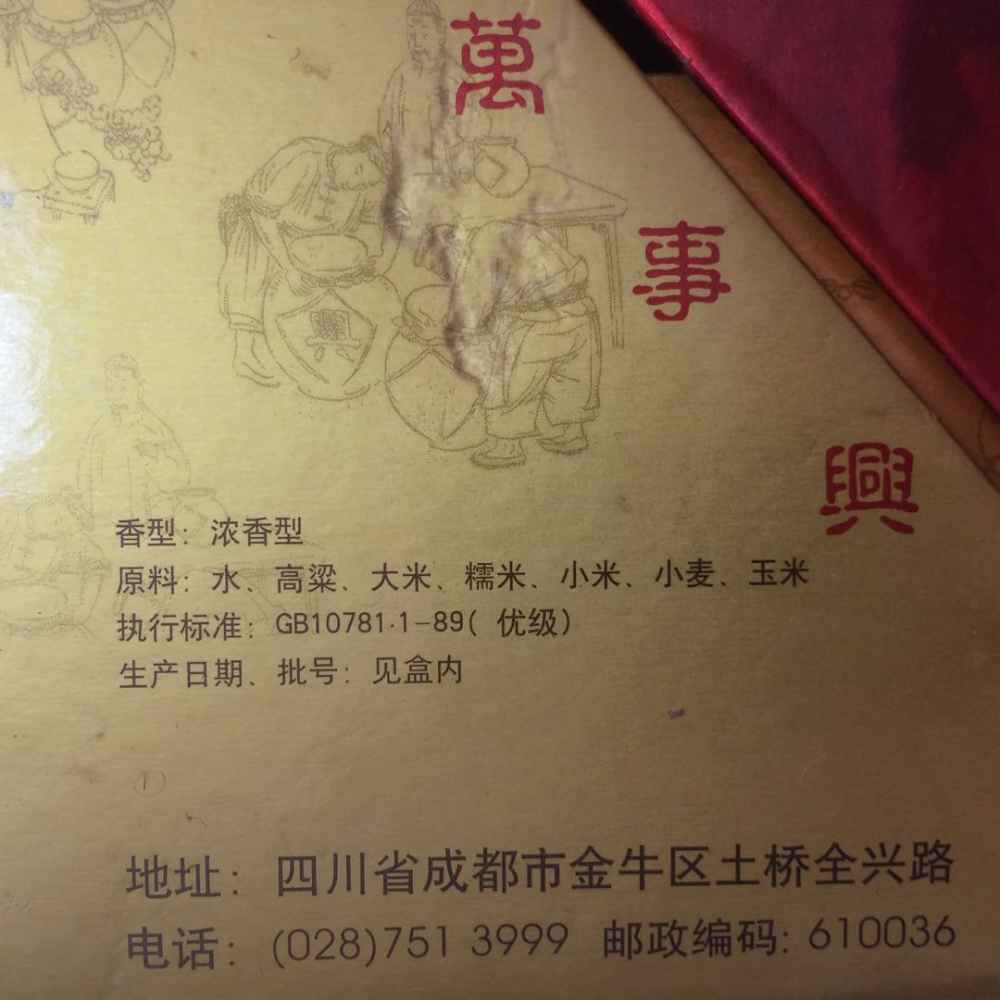 萬
事
興
興
香型: 浓香型
原料: 水、高粱、大米、糯米、小米、小麦、玉米
执行标准: GB10781·1-89( 优级)
生产日期、批号: 见盒内
地址: 四川省成都市金牛区土桥全兴路
电话: (028)751 3999 邮政编码: 610036